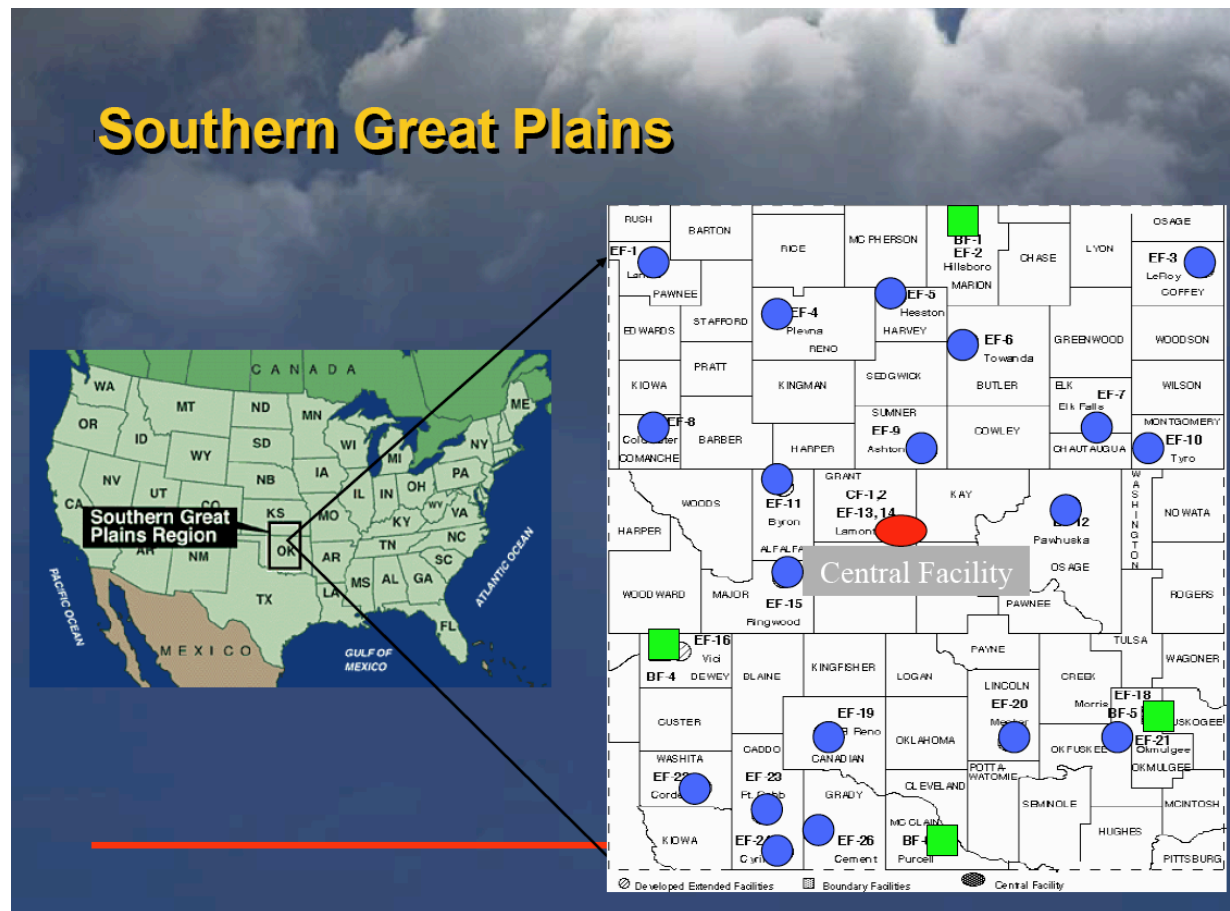 Southern Great Plains
CANADA
WA
MT
ND
MN
ME
OR
ID
SD
WI
MI
NY
WY
IA
PA
NV
UT
CO
NB
IL
IN
OH
WV
VA
CA
KS
MO
KY
Southern Great
Plains Region
NC
TN
NM
OK
AR
SC
MS
AL
GA
TX
LA
FL
PACIFIC OCEAN
ATLANTIC OCEAN
MEXICO
GULF OF
MEXICO
RUSH
BARTON
RICE
MC PHERSON
BF-1
EF-2
Hillsboro
MARION
CHASE
LYON
OSAGE
EF-1
PAWNEE
EF-3
LeRoy
COFFEY
EDWARDS
STAFFORD
EF-4
Plevna
RENO
EF-5
Hesston
HARVEY
EF-6
Towanda
GREENWOOD
WOODSON
KIOWA
PRATT
KINGMAN
SEDGWICK
BUTLER
ELK
EF-7
Elk Falls
WILSON
EF-8
COMANCHE
BARBER
HARPER
SUMNER
EF-9
Ashton
COWLEY
CHAUTAUQUA
MONTGOMERY
EF-10
Tyro
HARPER
WOODS
EF-11
Byron
ALFALFA
GRANT
CF-1,2
EF-13, 14
Lamont
KAY
Pawhuska
OSAGE
WASHINGTON
NOWATA
Central Facility
WOODWARD
MAJOR
EF-15
Ringwood
PAWNEE
ROGERS
EF-16
Vici
BF-4
DEWEY
BLAINE
KINGFISHER
LOGAN
PAYNE
TULSA
WAGONER
CUSTER
EF-19
CANADIAN
OKLAHOMA
LINCOLN
EF-20
CREEK
Morris
EF-18
BF-5
EF-21
Okmulgee
OKMULGEE
OKFUSKEE
WASHITA
CADDO
EF-23
GRADY
CLEVELAND
POTTA-
WATOMIE
SEMINOLE
MCINTOSH
KIOWA
EF-26
Cement
MC CLAIN
Purcell
HUGHES
PITTSBURG
Developed Extended Facilities
Boundary Facilities
Central Facility